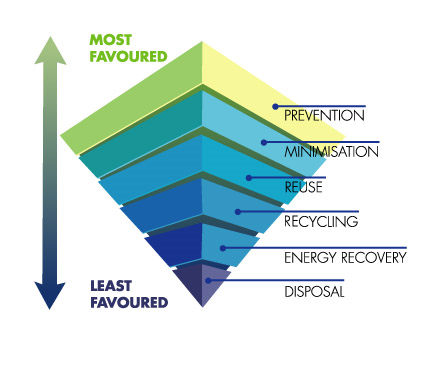 MOST
FAVOURED
PREVENTION
MINIMISATION
REUSE
RECYCLING
ENERGY RECOVERY
LEAST
FAVOURED
DISPOSAL